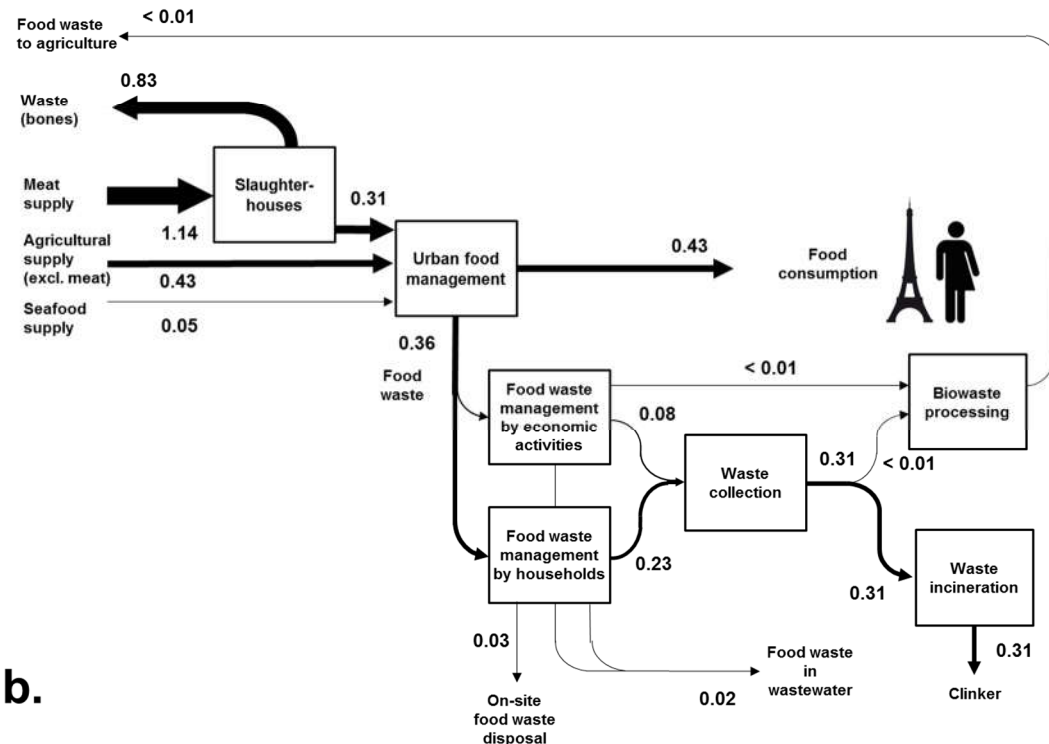 Food waste
to agriculture
< 0.01
0.83
Waste
(bones)
Meat
supply
Slaughter-
houses
0.31
1.14
Agricultural
supply
(excl. meat)
0.43
Urban food
management
0.43
Food
consumption
Seafood
supply
0.05
0.36
Food
waste
Food waste
management
by economic
activities
< 0.01
0.08
Biowaste
processing
Waste
collection
0.31
< 0.01
Food waste
management
by households
0.23
0.31
Waste
incineration
0.03
0.02
Food waste
in
wastewater
0.31
Clinker
On-site
food waste
disposal
b.